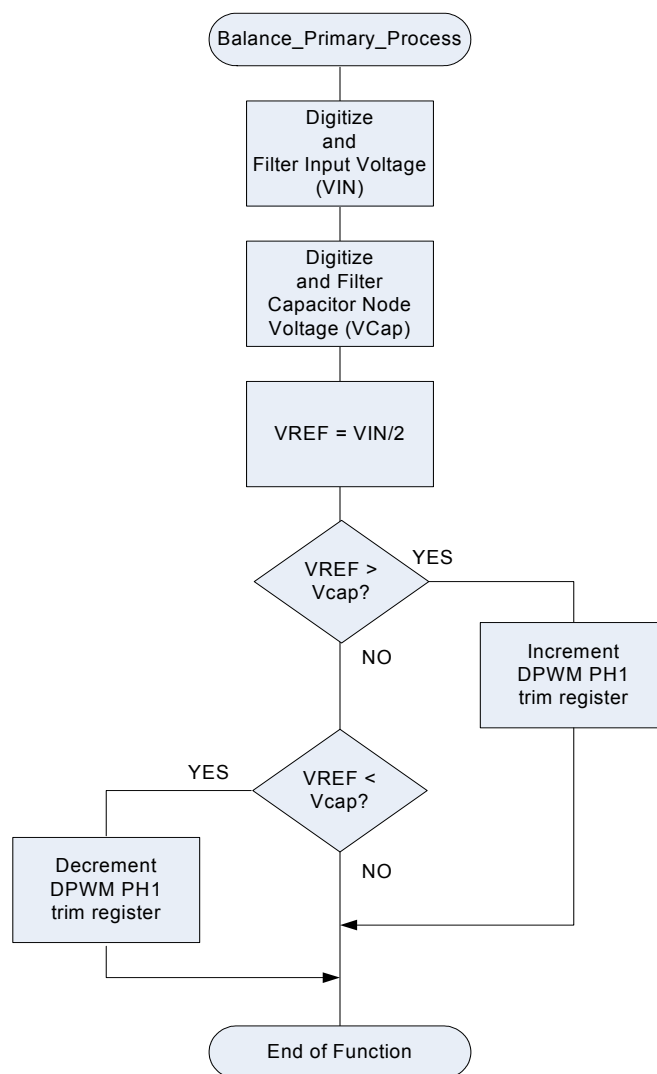 Balance_Primary_Process
Digitize
and
Filter Input Voltage
(VIN)
Digitize
and Filter
Capacitor Node
Voltage (VCap)
VREF = VIN/2
VREF >
Vcap?
YES
NO
Increment
DPWM PH1
trim register
VREF <
Vcap?
YES
NO
Decrement
DPWM PH1
trim register
End of Function